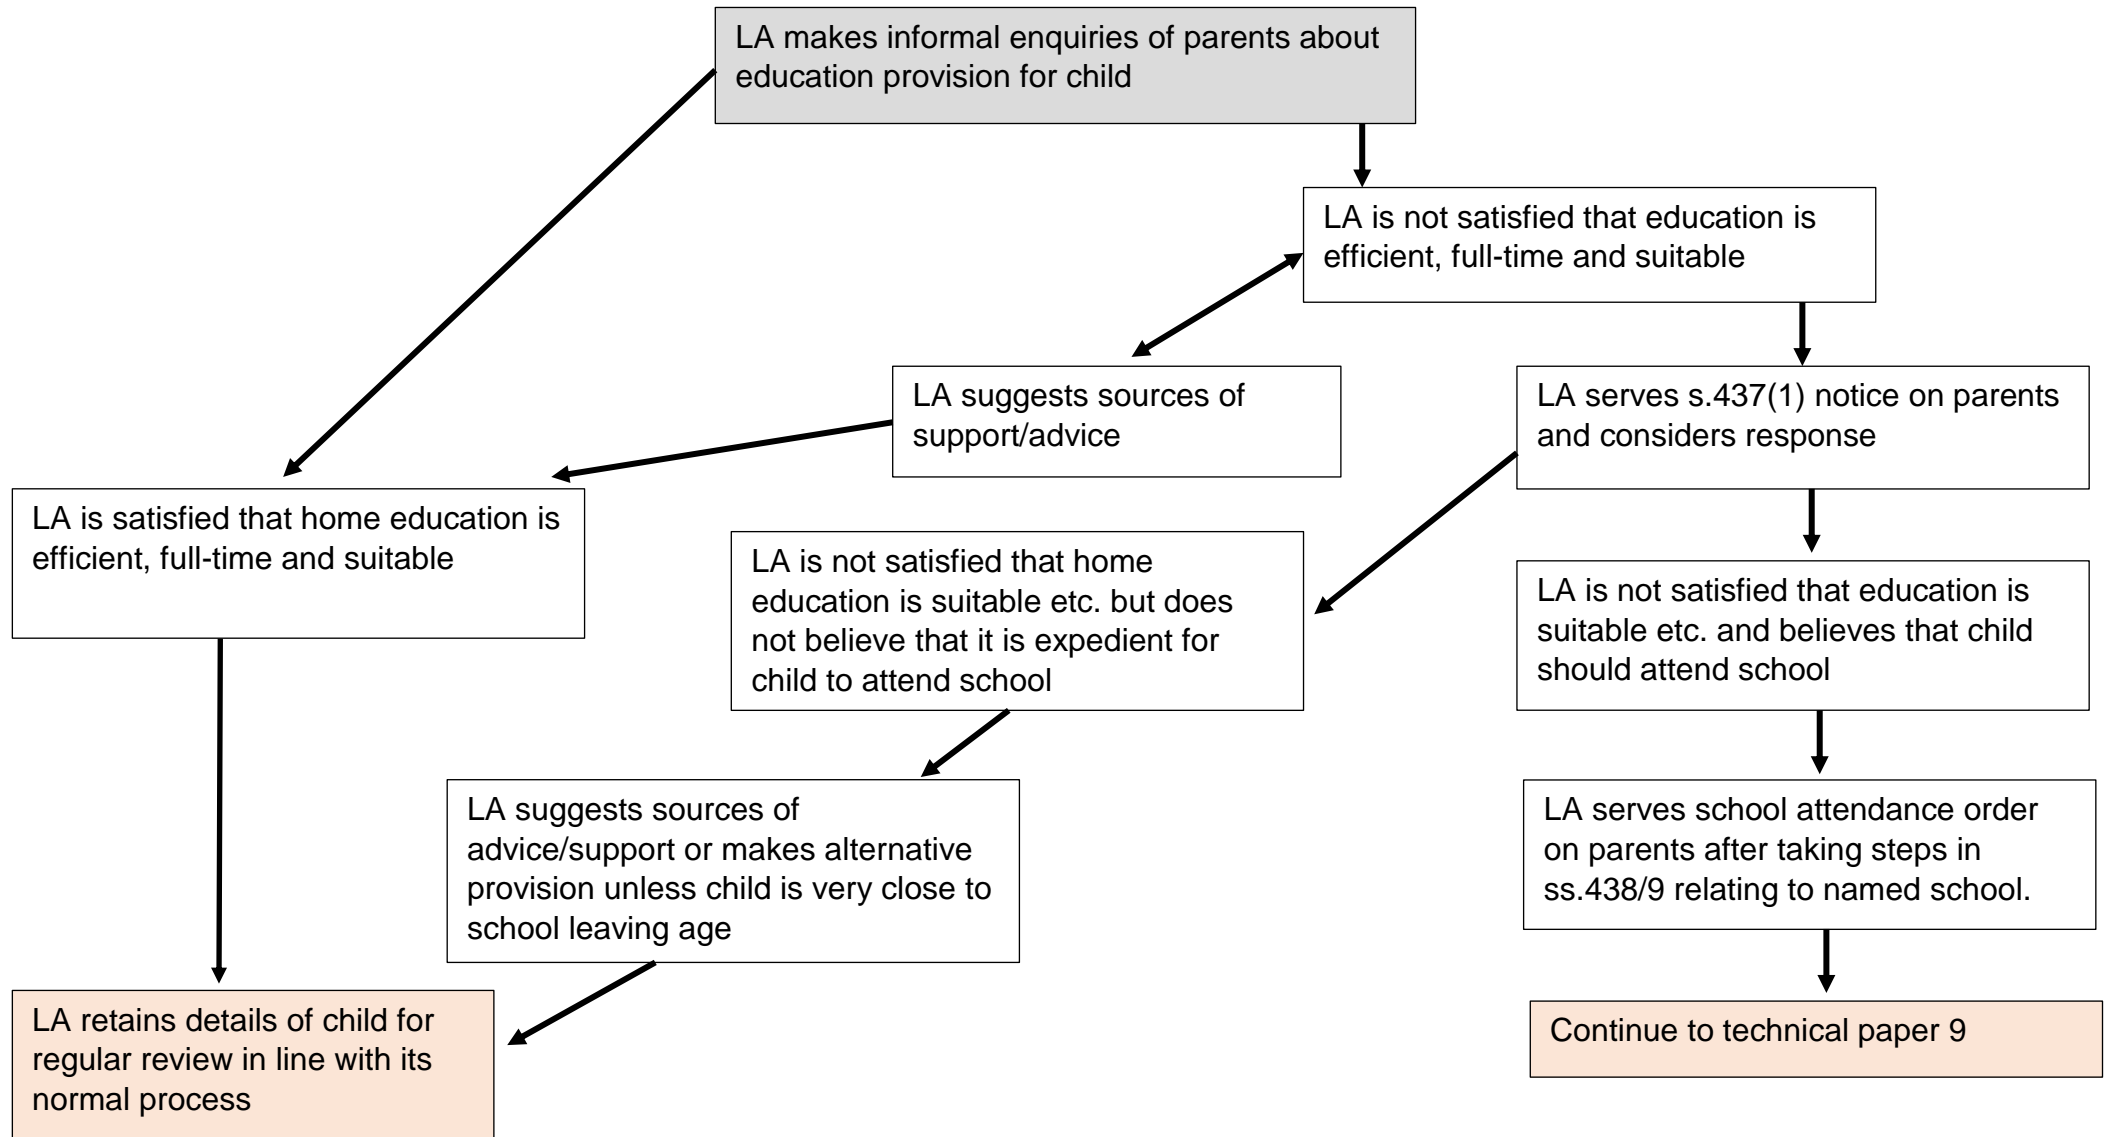 LA makes informal enquiries of parents about
education provision for child
LA is not satisfied that education is
efficient, full-time and suitable
LA suggests sources of
support/advice
LA serves s.437(1) notice on parents
and considers response
LA is satisfied that home education is
efficient, full-time and suitable
LA is not satisfied that home
education is suitable etc. but does
not believe that it is expedient for
child to attend school
LA is not satisfied that education is
suitable etc. and believes that child
should attend school
LA suggests sources of
advice/support or makes alternative
provision unless child is very close to
school leaving age
LA serves school attendance order
on parents after taking steps in
ss.438/9 relating to named school.
LA retains details of child for
regular review in line with its
normal process
Continue to technical paper 9